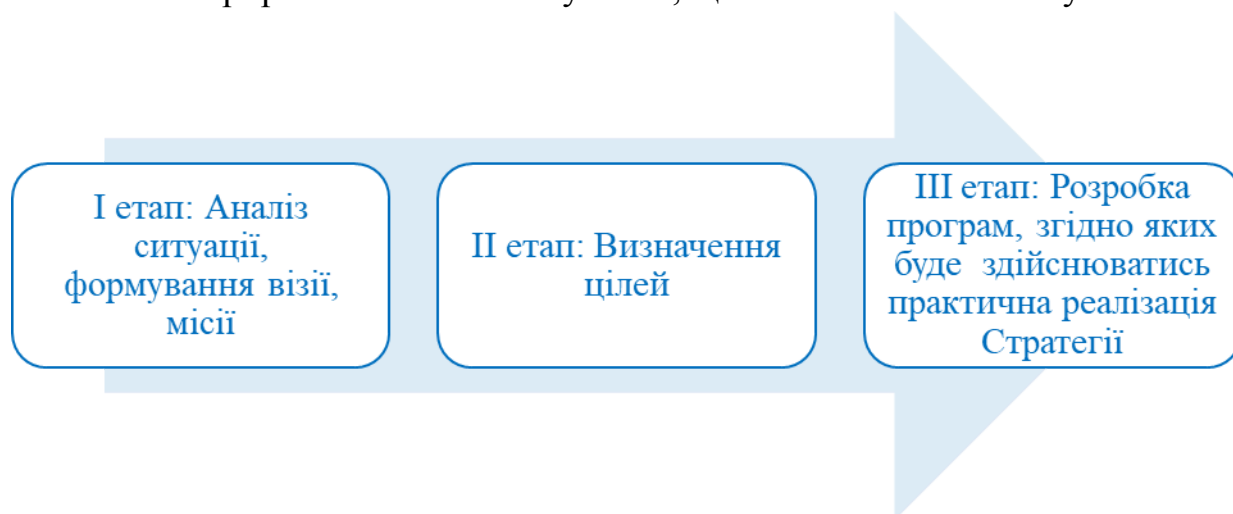 І етап: Аналіз
ситуації,
формування візії,
місії
ІІ етап: Визначення
цілей
ІІІ етап: Розробка
програм, згідно яких
буде здійснюватись
практична реалізація
Стратегії